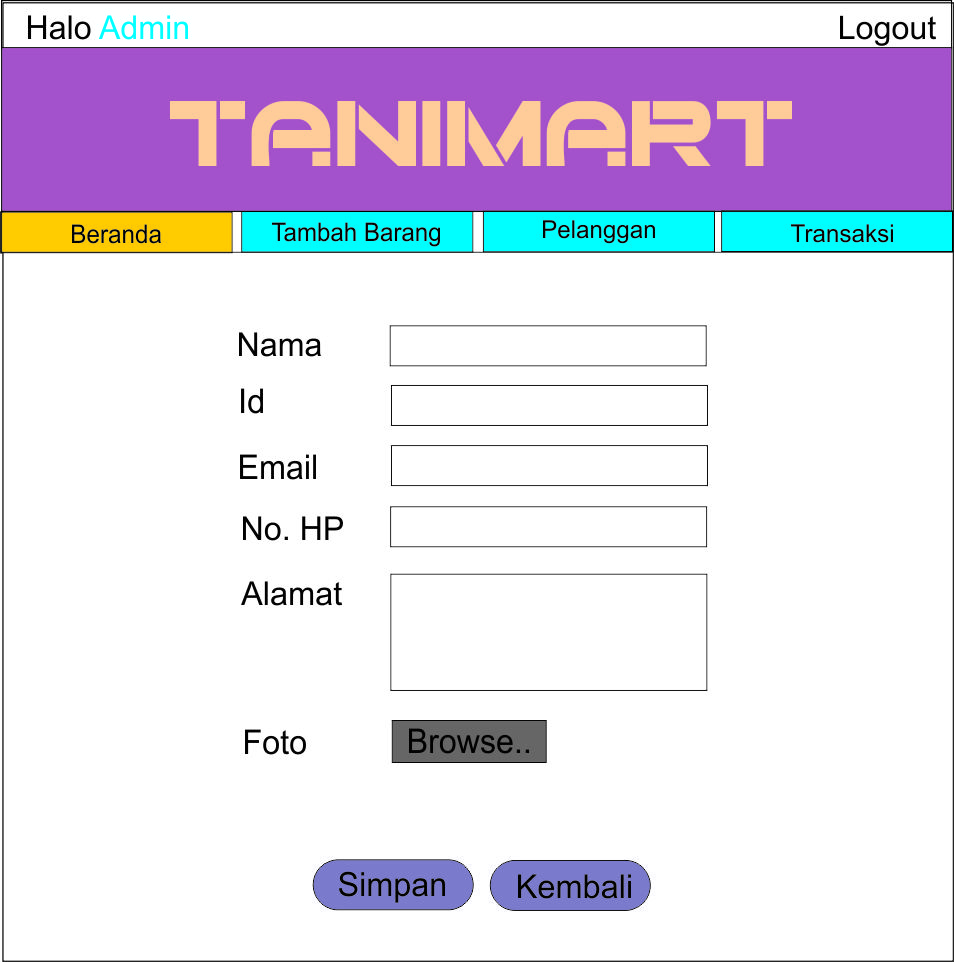 Halo Admin Logout
TANIMART
Beranda Tambah Barang Pelanggan Transaksi
Nama
Id
Email
No. HP
Alamat
Foto Browse..
Simpan Kembali